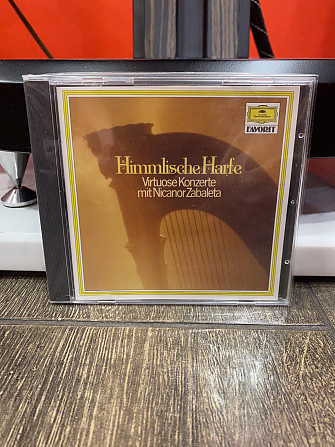 FAVORIT
Himmlische Harfe
Virtuose Konzerte
mit Nicanor Zabaleta